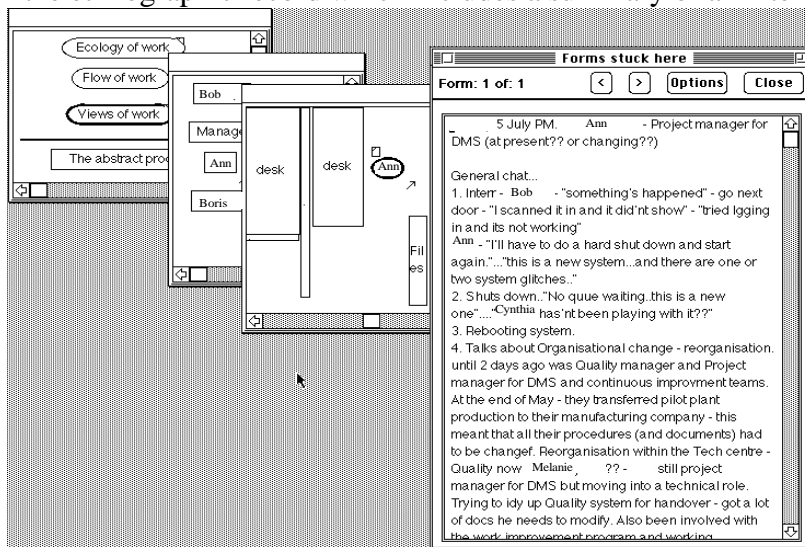 Ecology of work
Flow of work
Views of work
The abstract proc
Bob
Manage
Ann
Boris
desk
desk
Ann
Fil
es
Forms stuck here
Form: 1 of: 1
<
>
Options
Close
5 July PM. Ann - Project manager for
DMS (at present?? or changing??)
General chat...
1. Interr - Bob - "something's happened" - go next
door - "I scanned it in and it did'nt show" - "tried lgging
in and its not working"
Ann - "I'll have to do a hard shut down and start
again."..."this is a new system...and there are one or
two system glitches.."
2. Shuts down.."No quue waiting..this is a new
one"...."Cynthia has'nt been playing with it??"
3. Rebooting system.
4. Talks about Organisational change - reorganisation.
until 2 days ago was Quality manager and Project
manager for DMS and continuous improvment teams.
At the end of May - they transferred pilot plant
production to their manufacturing company - this
meant that all their procedures (and documents) had
to be changef. Reorganisation within the Tech centre -
Quality now Melanie, ?? - still project
manager for DMS but moving into a technical role.
Trying to idy up Quality system for handover - got a lot
of docs he needs to modify. Also been involved with
the work improvement program and working